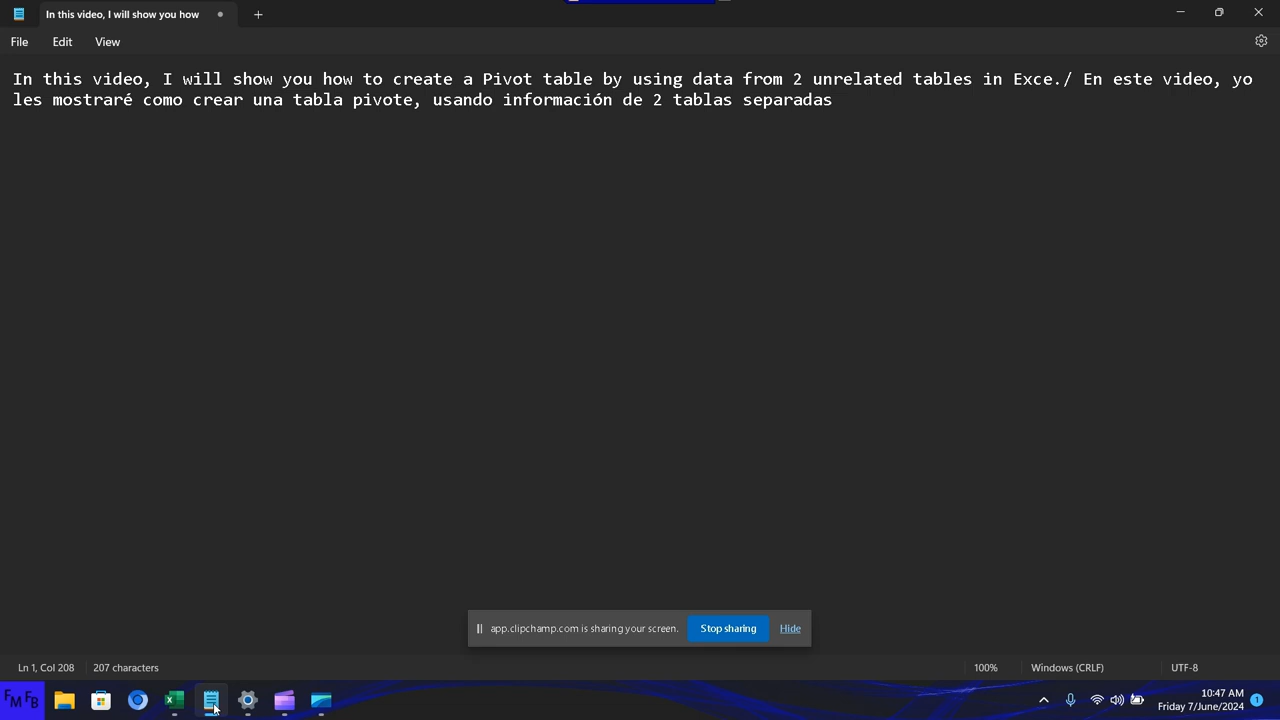 In this video, I will show you how
File Edit View
In this video, I will show you how to create a Pivot table by using data from 2 unrelated tables in Exce./ En este video, yo
les mostraré como crear una tabla pivote, usando información de 2 tablas separadas
app.clipchamp.com is sharing your screen. Stop sharing Hide
Ln 1, Col 208 207 characters 100% Windows (CRLF) UTF-8
FM FB 10:47 AM 1
Friday 7/June/2024